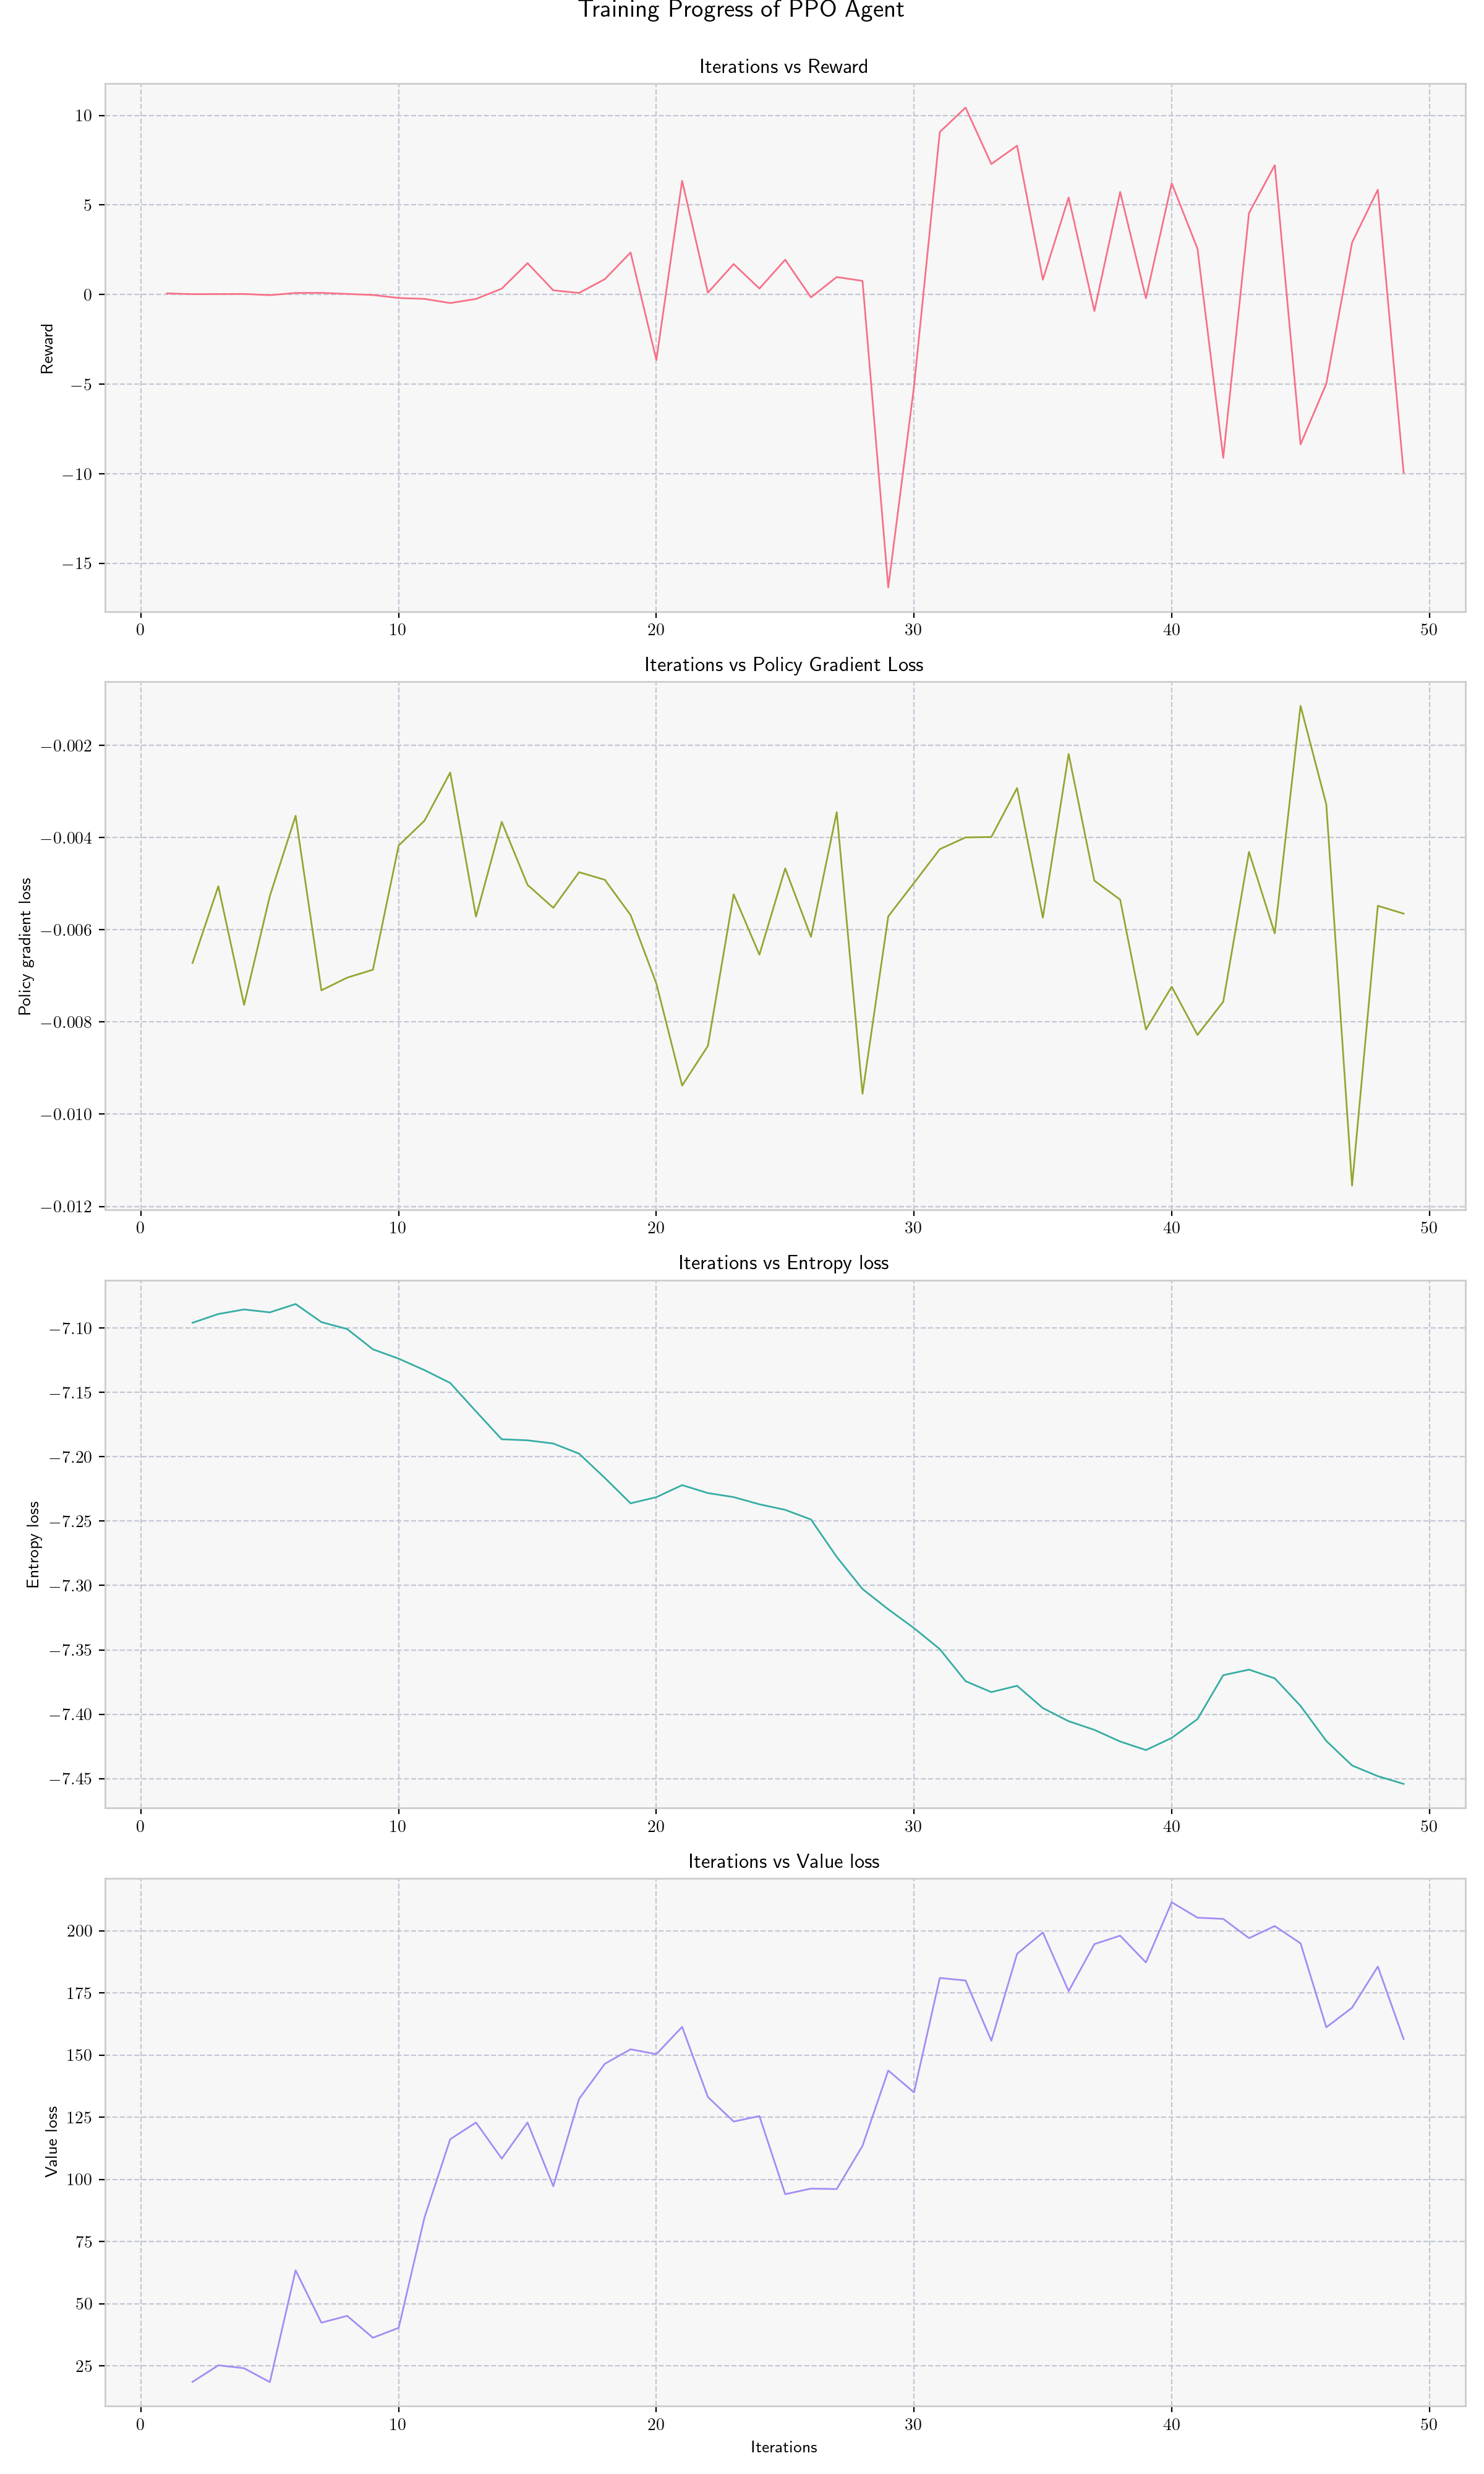 Training Progress of PPO Agent
Iterations vs Reward
10
5
0
−5
−10
−15
Reward
0 10 20 30 40 50
Iterations vs Policy Gradient Loss
−0.002
−0.004
−0.006
−0.008
−0.010
−0.012
Policy gradient loss
0 10 20 30 40 50
Iterations vs Entropy loss
−7.10
−7.15
−7.20
−7.25
−7.30
−7.35
−7.40
−7.45
Entropy loss
0 10 20 30 40 50
Iterations vs Value loss
200
175
150
125
100
75
50
25
Value loss
0 10 20 30 40 50
Iterations